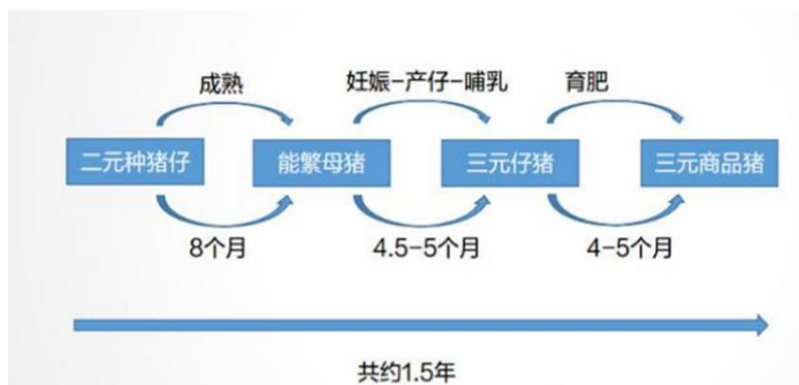 成熟 妊娠-产仔-哺乳 育肥
二元种猪仔 能繁母猪 三元仔猪 三元商品猪
8个月 4.5-5个月 4-5个月
共约1.5年